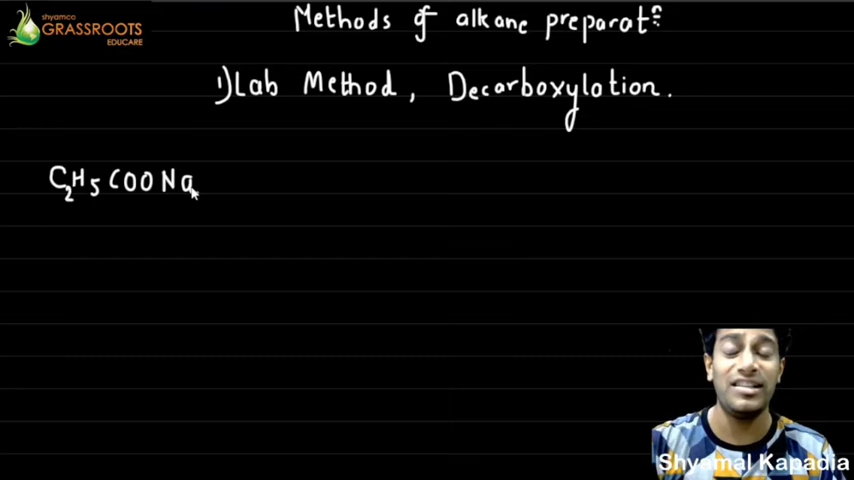 shyamco
GRASSROOTS
EDUCARE
Methods of alkane preparatn:
1) Lab Method, Decarboxylation.
C₂H₅COONa
Shyamal Kapadia